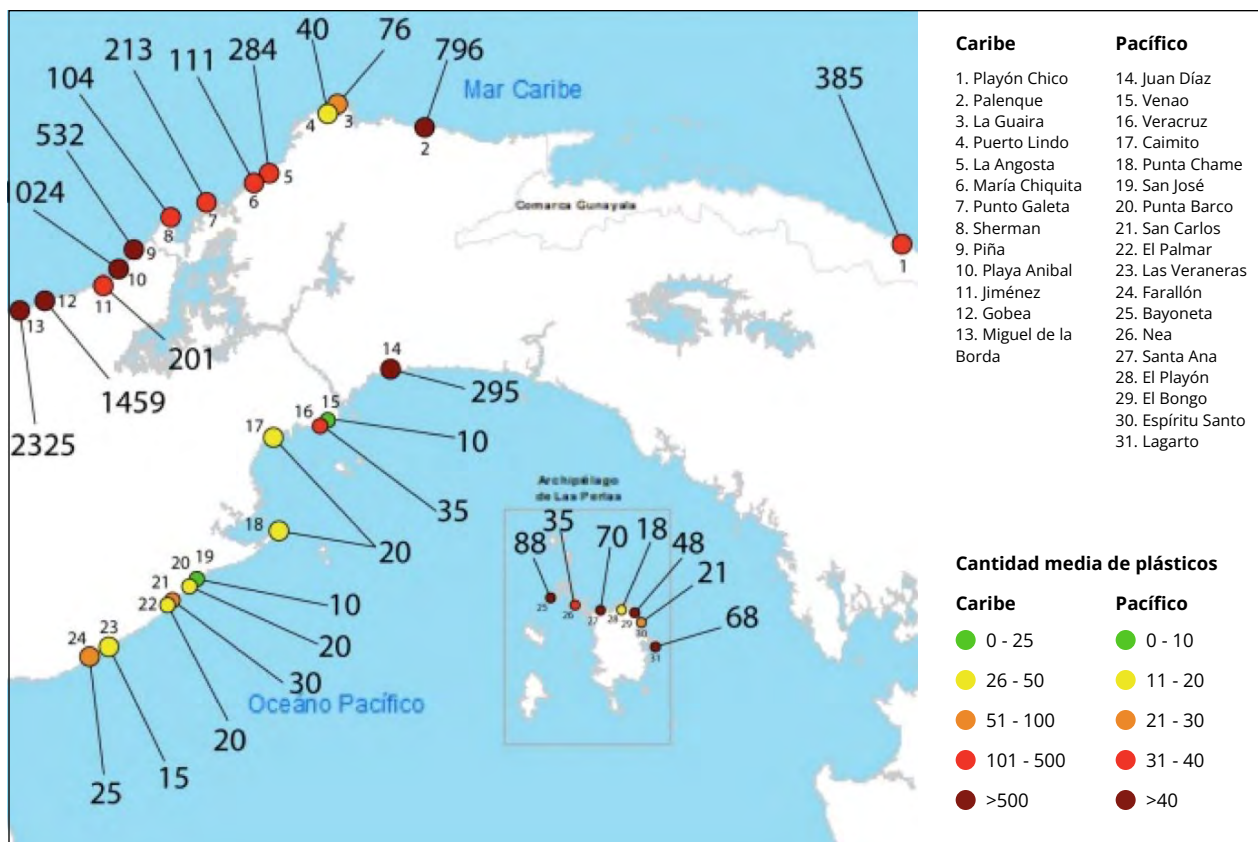 40
76
213
284
796
111
385
104
Mar Caribe
532
4
3
2
1024
5
6
7
Comarca Gunayala
8
9
1
10
11
12
13
14
201
295
1459
15
16
17
10
2325
Archipiélago
de Las Perlas
35
35
70
18
18
88
48
20
21
20
19
21
25
26
27
28
29
30
22
10
68
31
23
24
20
30
Oceano Pacífico
20
15
25
Caribe
1. Playón Chico
2. Palenque
3. La Guaira
4. Puerto Lindo
5. La Angosta
6. María Chiquita
7. Punto Galeta
8. Sherman
9. Piña
10. Playa Anibal
11. Jiménez
12. Gobea
13. Miguel de la
Borda
Pacífico
14. Juan Díaz
15. Venao
16. Veracruz
17. Caimito
18. Punta Chame
19. San José
20. Punta Barco
21. San Carlos
22. El Palmar
23. Las Veraneras
24. Farallón
25. Bayoneta
26. Nea
27. Santa Ana
28. El Playón
29. El Bongo
30. Espíritu Santo
31. Lagarto
Cantidad media de plásticos
Caribe
0 - 25
26 - 50
51 - 100
101 - 500
>500
Pacífico
0 - 10
11 - 20
21 - 30
31 - 40
>40